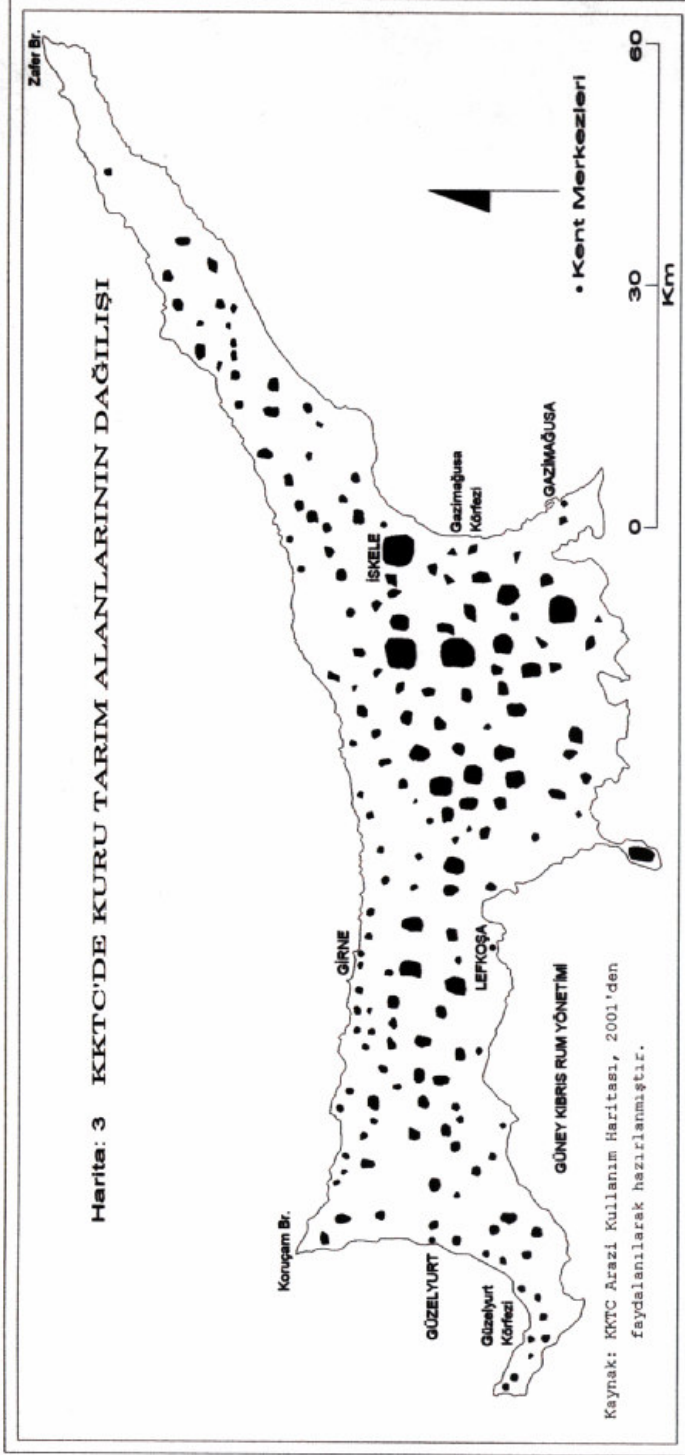 Harita: 3 KKTC'DE KURU TARIM ALANLARININ DAĞILIŞI
Zafer Br.
Koruçam Br.
GİRNE
İSKELE
GÜZELYURT
Gazimağusa
Körfezi
LEFKOŞA
Güzelyurt
Körfezi
GAZİMAĞUSA
GÜNEY KIBRIS RUM YÖNETİMİ
• Kent Merkezleri
Kaynak: KKTC Arazi Kullanım Haritası, 2001'den
faydalanılarak hazırlanmıştır.
0 30 60
Km